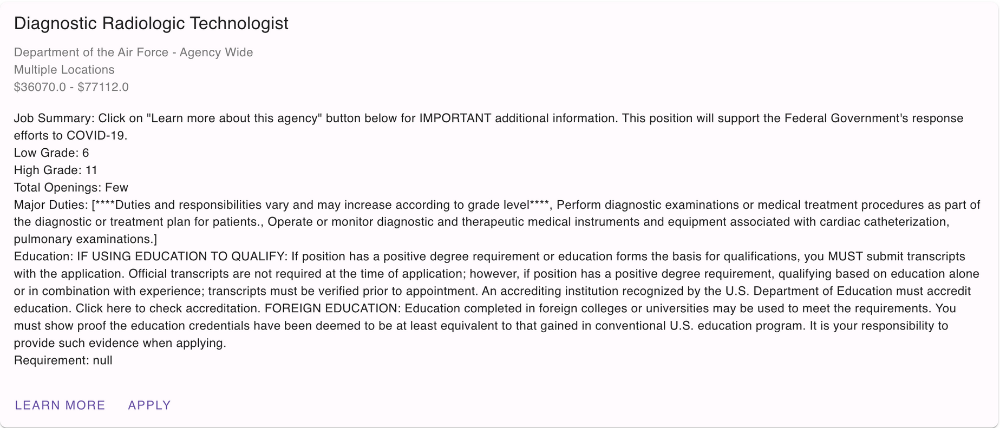 Diagnostic Radiologic Technologist
Department of the Air Force - Agency Wide
Multiple Locations
$36070.0 - $77112.0
Job Summary: Click on "Learn more about this agency" button below for IMPORTANT additional information. This position will support the Federal Government's response
efforts to COVID-19.
Low Grade: 6
High Grade: 11
Total Openings: Few
Major Duties: [****Duties and responsibilities vary and may increase according to grade level****, Perform diagnostic examinations or medical treatment procedures as part of
the diagnostic or treatment plan for patients., Operate or monitor diagnostic and therapeutic medical instruments and equipment associated with cardiac catheterization,
pulmonary examinations.]
Education: IF USING EDUCATION TO QUALIFY: If position has a positive degree requirement or education forms the basis for qualifications, you MUST submit transcripts
with the application. Official transcripts are not required at the time of application; however, if position has a positive degree requirement, qualifying based on education alone
or in combination with experience; transcripts must be verified prior to appointment. An accrediting institution recognized by the U.S. Department of Education must accredit
education. Click here to check accreditation. FOREIGN EDUCATION: Education completed in foreign colleges or universities may be used to meet the requirements. You
must show proof the education credentials have been deemed to be at least equivalent to that gained in conventional U.S. education program. It is your responsibility to
provide such evidence when applying.
Requirement: null
LEARN MORE APPLY